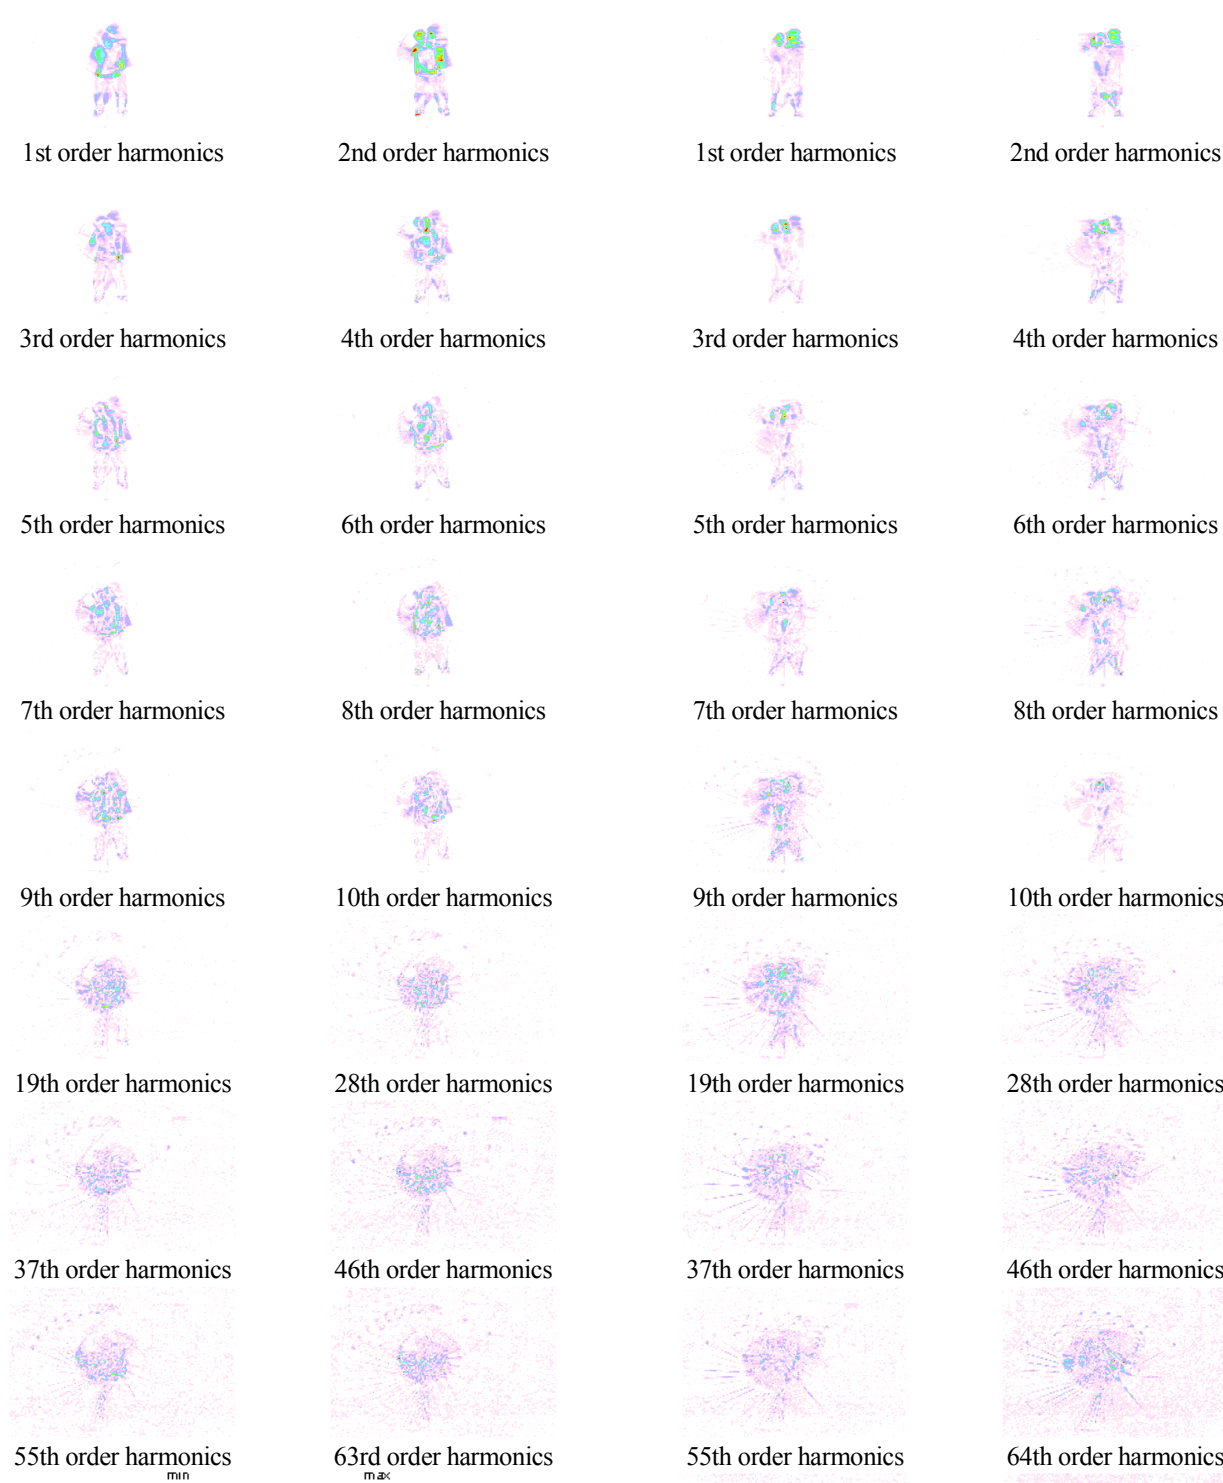 1st order harmonics 2nd order harmonics 1st order harmonics 2nd order harmonics
3rd order harmonics 4th order harmonics 3rd order harmonics 4th order harmonics
5th order harmonics 6th order harmonics 5th order harmonics 6th order harmonics
7th order harmonics 8th order harmonics 7th order harmonics 8th order harmonics
9th order harmonics 10th order harmonics 9th order harmonics 10th order harmonics
19th order harmonics 28th order harmonics 19th order harmonics 28th order harmonics
37th order harmonics 46th order harmonics 37th order harmonics 46th order harmonics
55th order harmonics 63rd order harmonics 55th order harmonics 64th order harmonics
min max